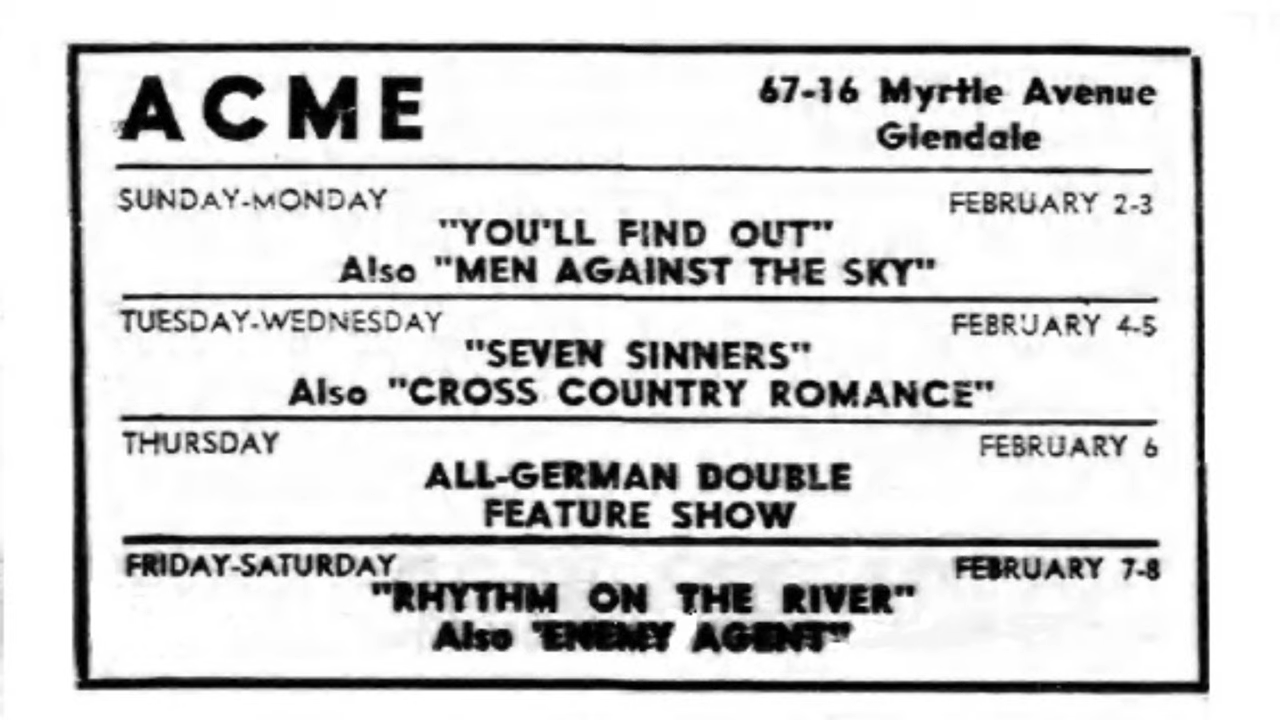 ACME
67-16 Myrtle Avenue
Glendale
SUNDAY-MONDAY FEBRUARY 2-3
"YOU'LL FIND OUT"
Also "MEN AGAINST THE SKY"
TUESDAY-WEDNESDAY FEBRUARY 4-5
"SEVEN SINNERS"
Also "CROSS COUNTRY ROMANCE"
THURSDAY FEBRUARY 6
ALL-GERMAN DOUBLE
FEATURE SHOW
FRIDAY-SATURDAY FEBRUARY 7-8
"RHYTHM ON THE RIVER"
Also "ENEMY AGENT"